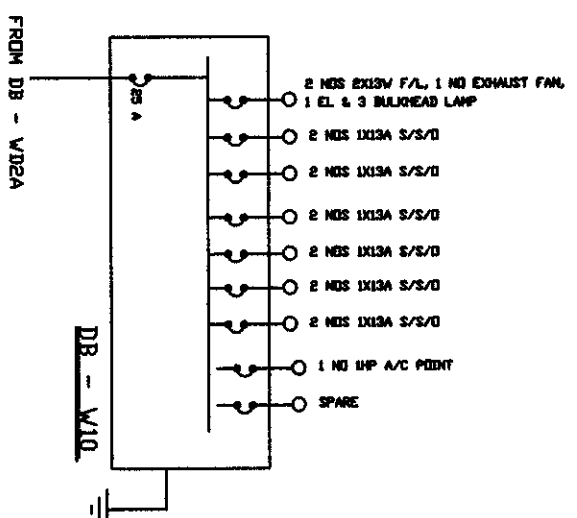 2 NOS 2X13W F/L, 1 NO EXHAUST FAN,
1 EL & 3 BULKHEAD LAMP
2 NOS 1X13A S/S/O
2 NOS 1X13A S/S/O
2 NOS 1X13A S/S/O
2 NOS 1X13A S/S/O
2 NOS 1X13A S/S/O
2 NOS 1X13A S/S/O
1 NO 1HP A/C POINT
SPARE
25 A
FROM DB - WD2A
DB - W10